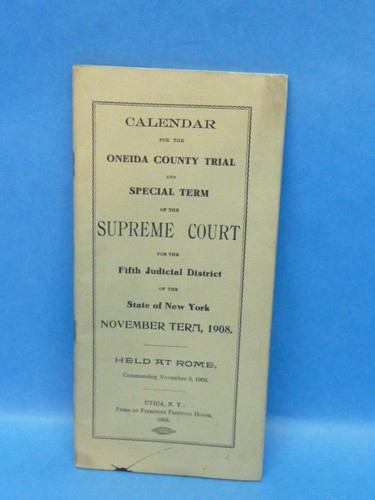 CALENDAR
FOR THE
ONEIDA COUNTY TRIAL
AND
SPECIAL TERM
OF THE
SUPREME COURT
FOR THE
Fifth Judicial District
OF THE
State of New York
NOVEMBER TERM, 1908.
HELD AT ROME,
Commencing November 9, 1908.
UTICA, N. Y.:
Press of Fierstine Printing House,
1908.